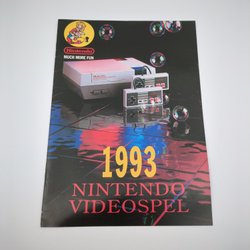 Nintendo
MUCH MORE FUN
1993
NINTENDO
VIDEOSPEL